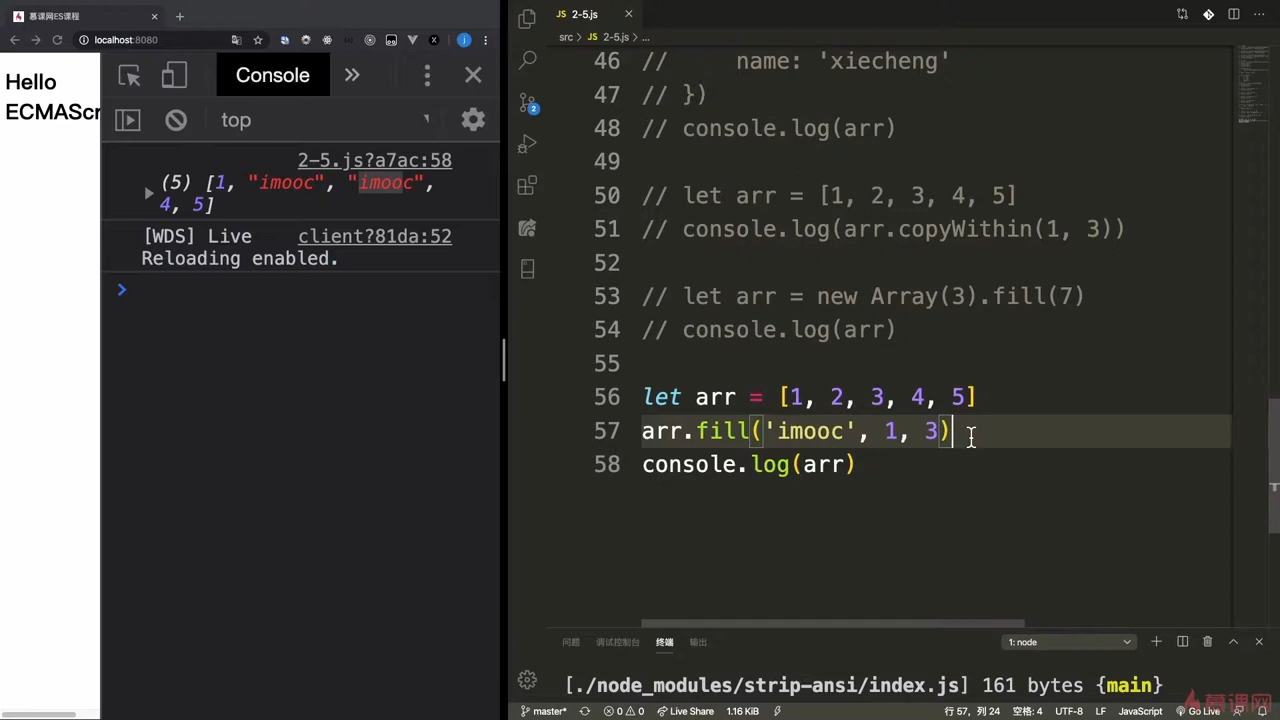 慕课网ES课程
localhost:8080
Hello
ECMAScr
Console
top
2-5.js?a7ac:58
(5) [1, "imooc", "imooc",
4, 5]
[WDS] Live client?81da:52
Reloading enabled.
2-5.js
src > 2-5.js > ...
46 // name: 'xiecheng'
47 // })
48 // console.log(arr)
49
50 // let arr = [1, 2, 3, 4, 5]
51 // console.log(arr.copyWithin(1, 3))
52
53 // let arr = new Array(3).fill(7)
54 // console.log(arr)
55
56 let arr = [1, 2, 3, 4, 5]
57 arr.fill('imooc', 1, 3)
58 console.log(arr)
问题 调试控制台 终端 输出
1: node
[./node_modules/strip-ansi/index.js] 161 bytes {main}
master* 0 0 Live Share 1.16 KiB 行 57, 列 24 空格: 4 UTF-8 LF JavaScript Go Live
慕课网